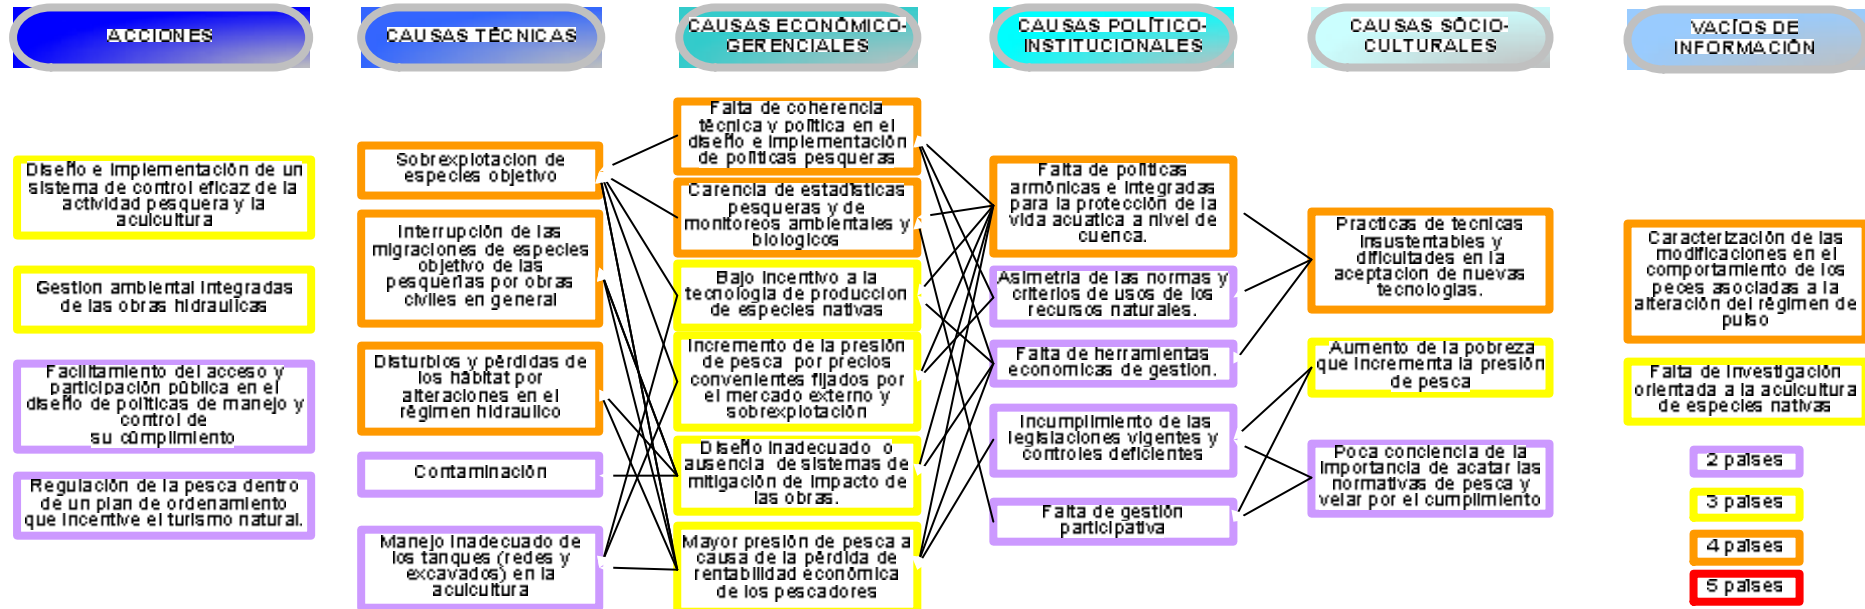 ACCIONES
CAUSAS TÉCNICAS
CAUSAS ECONÓMICO-
GERENCIALES
CAUSAS POLÍTICO-
INSTITUCIONALES
CAUSAS SÓCIO-
CULTURALES
VACÍOS DE
INFORMACIÓN
Diseño e implementación de un
sistema de control eficaz de la
actividad pesquera y la
acuicultura
Gestion ambiental integradas
de las obras hidraulicas
Facilitamiento del acceso y
participación pública en el
diseño de políticas de manejo y
control de
su cúmplimiento
Regulación de la pesca dentro
de un plan de ordenamiento
que incentive el turismo natural.
Sobrexplotacion de
especies objetivo
Interrupción de las
migraciones de especies
objetivo de las
pesquerías por obras
civiles en general
Disturbios y pérdidas de
los hábitat por
alteraciones en el
régimen hidraulico
Contaminación
Manejo inadecuado de
los tanques (redes y
excavados) en la
acuicultura
Falta de coherencia
técnica y política en el
diseño e implementación
de políticas pesqueras
Carencia de estadísticas
pesqueras y de
monitoreos ambientales y
biologicos
Bajo incentivo a la
tecnologia de produccion
de especies nativas
Incremento de la presión
de pesca por precios
convenientes fijados por
el mercado externo y
sobrexplotación
Diseño inadecuado o
ausencia de sistemas de
mitigación de impacto de
las obras.
Mayor presión de pesca a
causa de la pérdida de
rentabilidad económica
de los pescadores
Falta de políticas
armónicas e integradas
para la protección de la
vida acuatica a nivel de
cuenca.
Asimetria de las normas y
criterios de usos de los
recursos naturales.
Falta de herramientas
economicas de gestion.
Incumplimiento de las
legislaciones vigentes y
controles deficientes
Falta de gestión
participativa
Practicas de tecnicas
insustentables y
dificultades en la
aceptacion de nuevas
tecnologias.
Aumento de la pobreza
que incrementa la presión
de pesca
Poca conciencia de la
importancia de acatar las
normativas de pesca y
velar por el cumplimiento
Caracterización de las
modificaciones en el
comportamiento de los
peces asociadas a la
alteración del régimen de
pulso
Falta de investigación
orientada a la acuicultura
de especies nativas
2 países
3 países
4 países
5 países